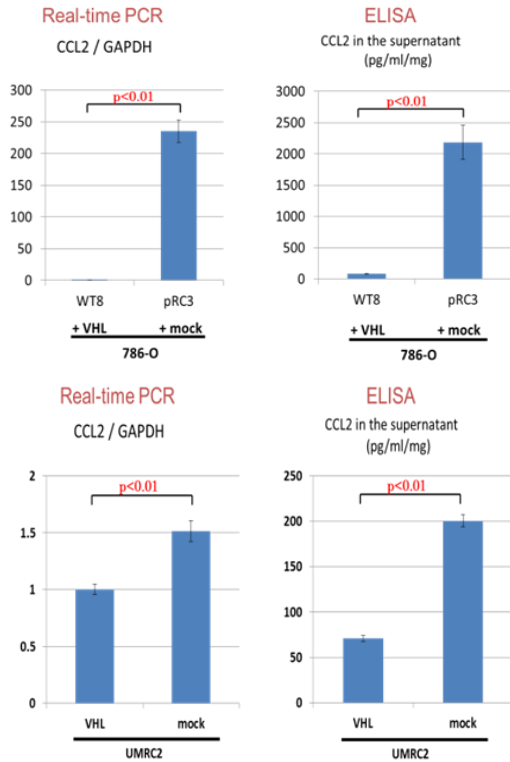 Real-time PCR
CCL2 / GAPDH
300
250
200
150
100
50
0
p<0.01
WT8 pRC3
+ VHL + mock
786-O
ELISA
CCL2 in the supernatant
(pg/ml/mg)
3000
2500
2000
1500
1000
500
0
p<0.01
WT8 pRC3
+ VHL + mock
786-O
Real-time PCR
CCL2 / GAPDH
2
1.5
1
0.5
0
p<0.01
VHL mock
UMRC2
ELISA
CCL2 in the supernatant
(pg/ml/mg)
250
200
150
100
50
0
p<0.01
VHL mock
UMRC2